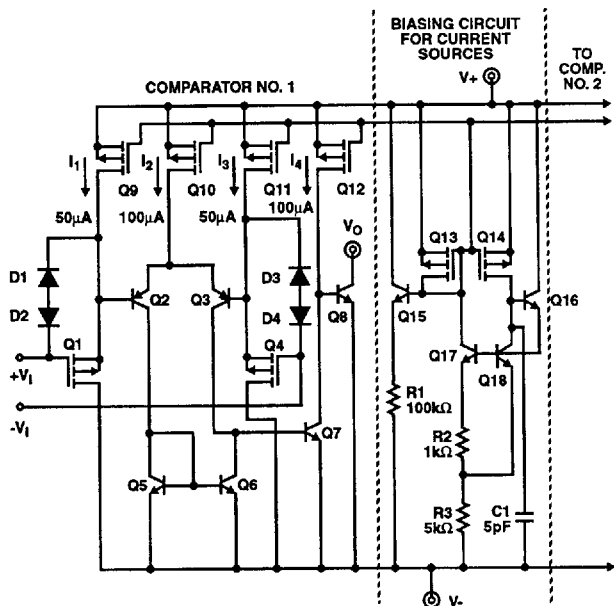 BIASING CIRCUIT
FOR CURRENT
SOURCES
TO
COMP.
NO. 2
COMPARATOR NO. 1
V+
I1
I2
I3
I4
Q9
Q10
Q11
Q12
50μA
100μA
50μA
100μA
VO
Q13
Q14
D1
D2
D3
D4
Q2
Q3
Q8
Q15
Q16
Q1
Q4
Q17
Q18
+VI
-VI
R1
100kΩ
R2
1kΩ
Q7
Q5
Q6
R3
5kΩ
C1
5pF
V-